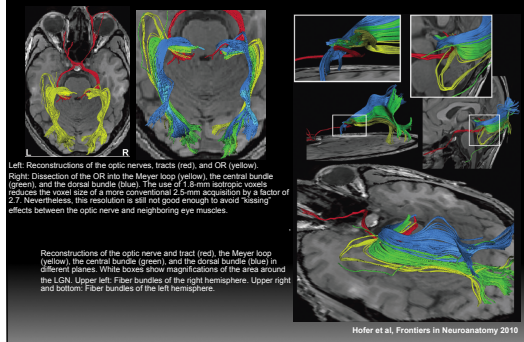 L
R
Left: Reconstructions of the optic nerves, tracts (red), and OR (yellow).
Right: Dissection of the OR into the Meyer loop (yellow), the central bundle
(green), and the dorsal bundle (blue). The use of 1.8-mm isotropic voxels
reduces the voxel size of a more conventional 2.5-mm acquisition by a factor of
2.7. Nevertheless, this resolution is still not good enough to avoid “kissing”
effects between the optic nerve and neighboring eye muscles.
Reconstructions of the optic nerve and tract (red), the Meyer loop
(yellow), the central bundle (green), and the dorsal bundle (blue) in
different planes. White boxes show magnifications of the area around
the LGN. Upper left: Fiber bundles of the right hemisphere. Upper right
and bottom: Fiber bundles of the left hemisphere.
Hofer et al, Frontiers in Neuroanatomy 2010